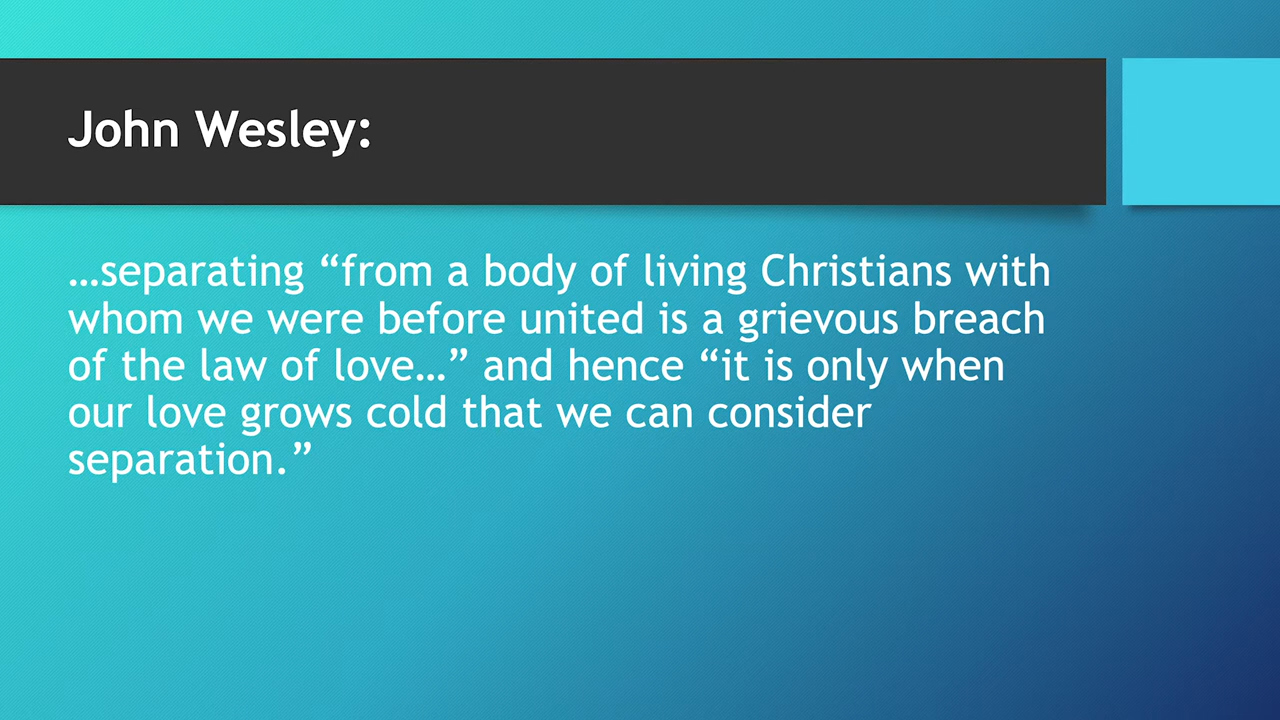 John Wesley:
…separating “from a body of living Christians with
whom we were before united is a grievous breach
of the law of love…” and hence “it is only when
our love grows cold that we can consider
separation.”